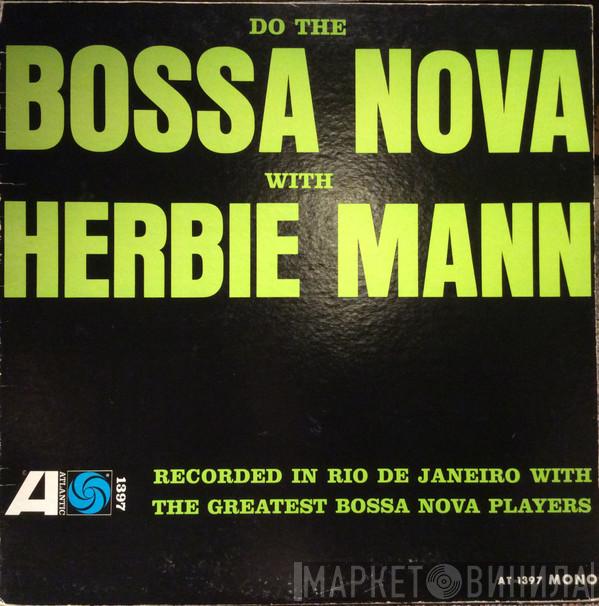 DO THE
BOSSA NOVA
WITH
HERBIE MANN
RECORDED IN RIO DE JANEIRO WITH
THE GREATEST BOSSA NOVA PLAYERS
A
ATLANTIC
1397
AT 1397 MONO
МАРКЕТ ВИНИЛА